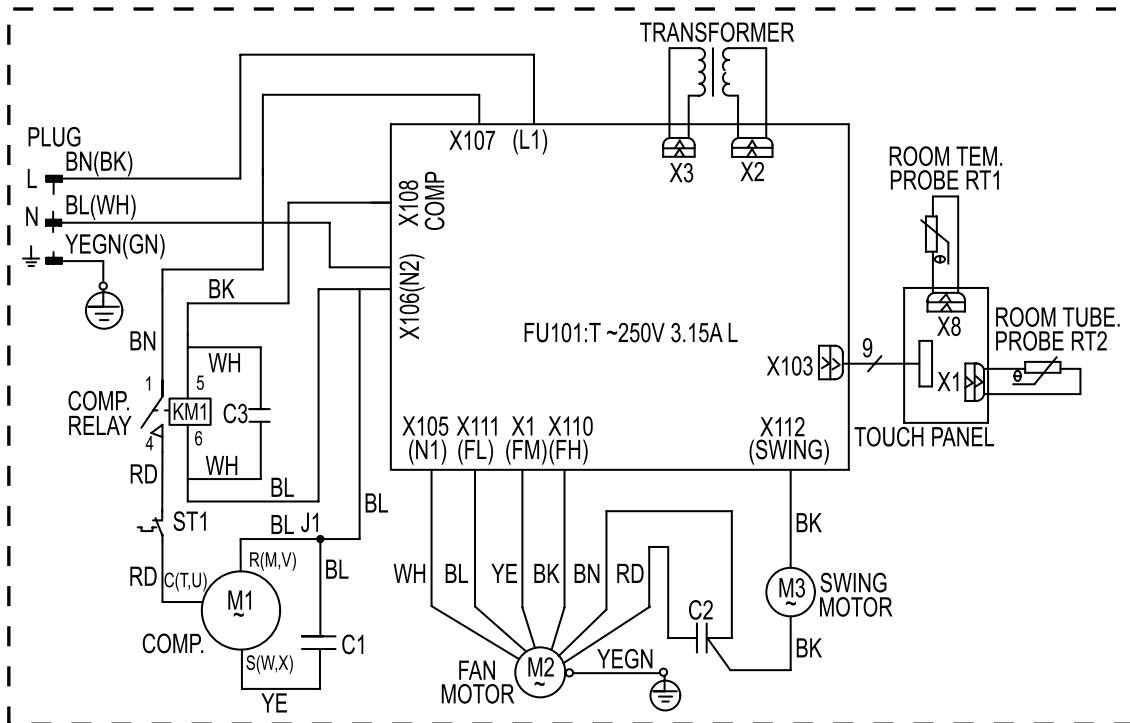 TRANSFORMER
PLUG
L
BN(BK)
N
BL(WH)
YEGN(GN)
X107
(L1)
X3
X2
X108
COMP
X106(N2)
ROOM TEM.
PROBE RT1
X8
ROOM TUBE.
PROBE RT2
X1
TOUCH PANEL
FU101:T ~250V 3.15A L
X103
9
BK
BN
WH
1
5
COMP.
RELAY
KM1
C3
4
6
WH
RD
BL
ST1
BL
J1
BL
RD
C(T,U)
R(M,V)
BL
M1
~
COMP.
C1
S(W,X)
YE
X105
(N1)
X111
(FL)
X1
(FM)
X110
(FH)
X112
(SWING)
WH
BL
YE
BK
BN
RD
BK
C2
M3
~
SWING
MOTOR
BK
FAN
MOTOR
M2
~
YEGN
θ
θ